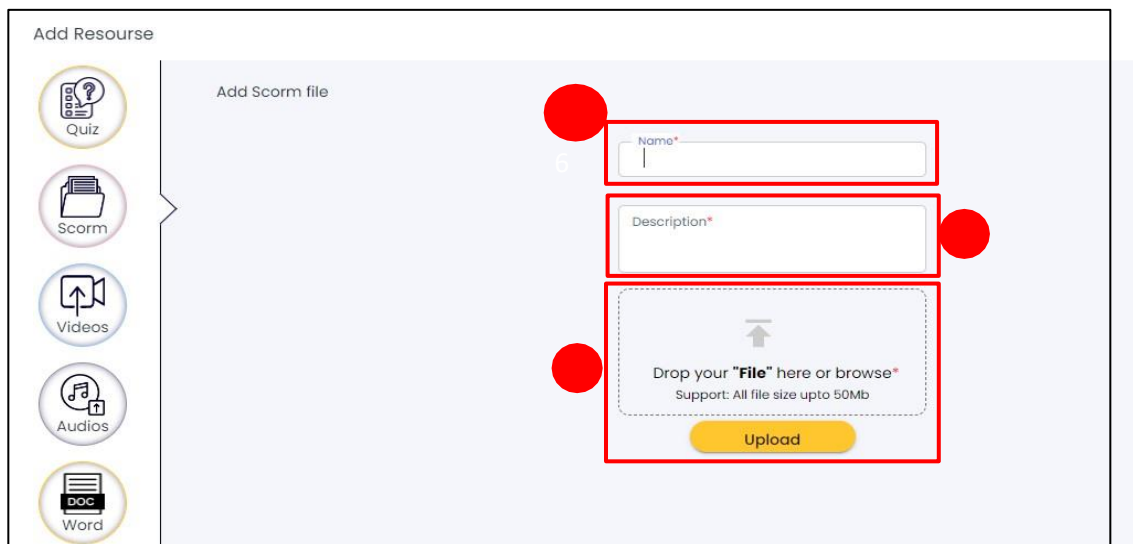 Add Resourse
Quiz
Scorm
Videos
Audios
DOC
Word
Add Scorm file
6
Name*
Description*
Drop your "File" here or browse*
Support: All file size upto 50Mb
Upload